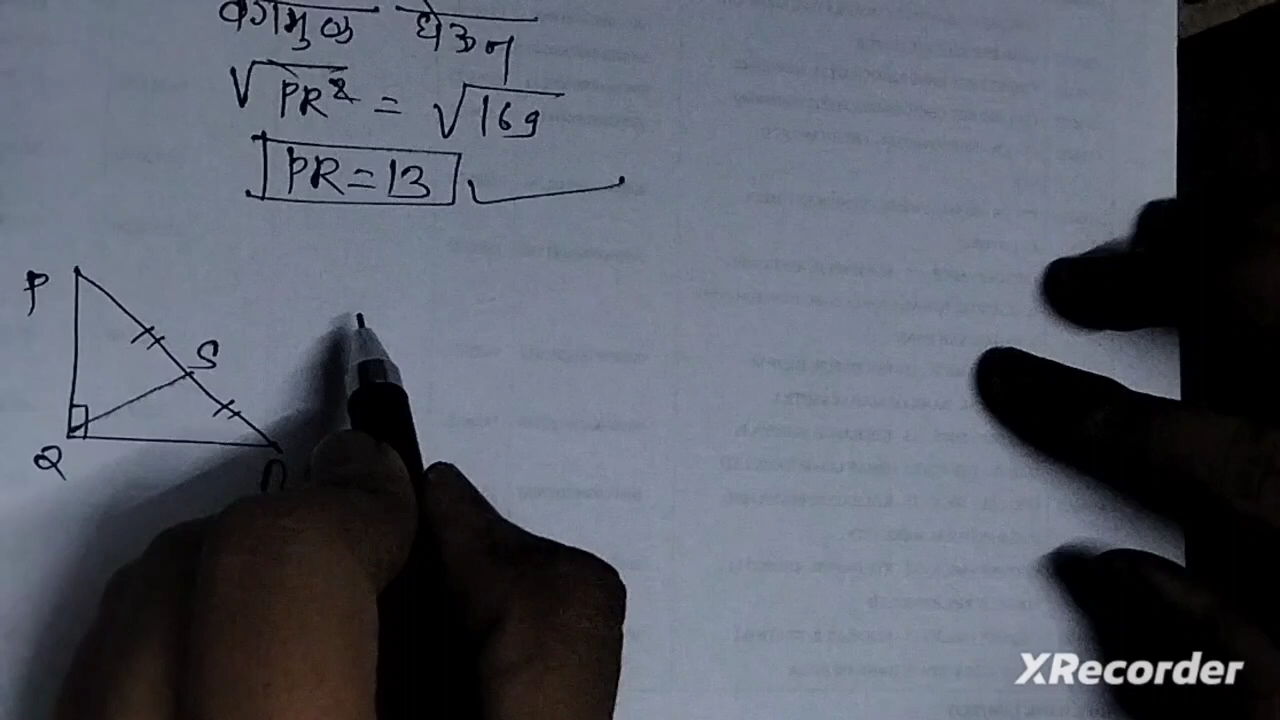 वर्गमुळ घेऊन
√PR² = √169
PR = 13
P
S
Q
R
XRecorder